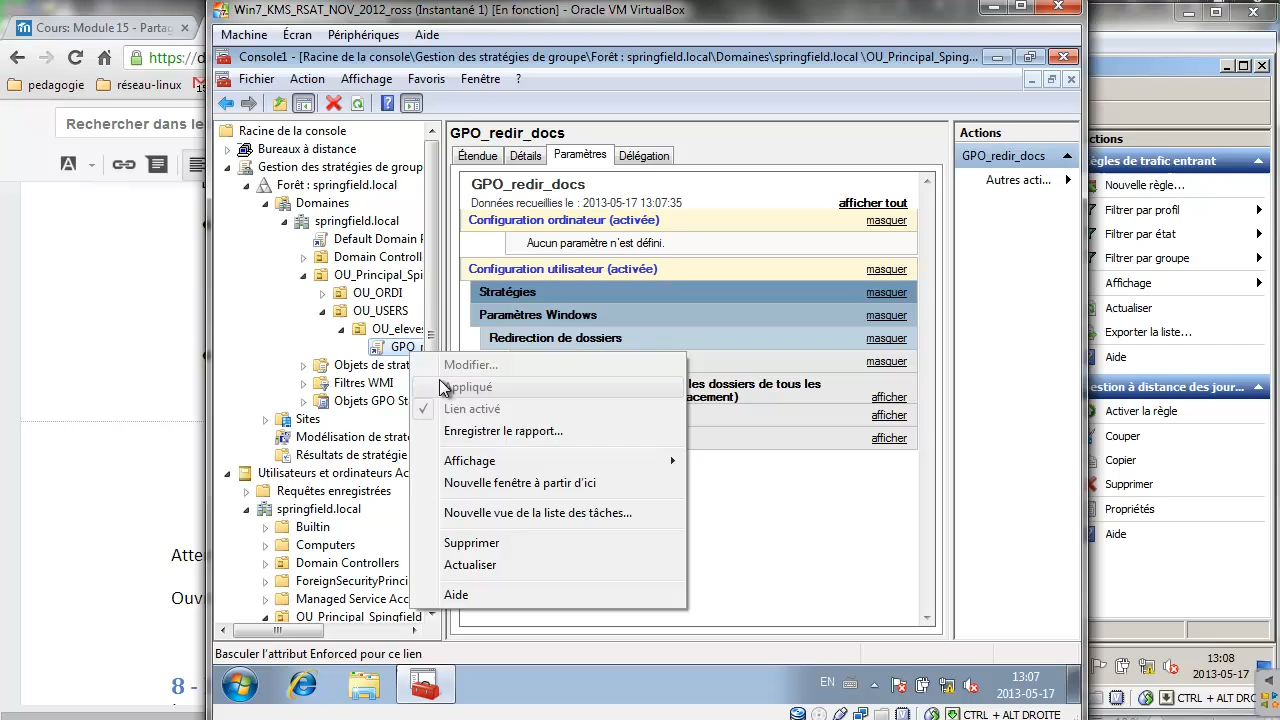 Cours: Module 15 - Partag
https://d
pedagogie
réseau-linux
Rechercher dans le
Atte
Ouv
8 -
Win7_KMS_RSAT_NOV_2012_ross (Instantané 1) [En fonction] - Oracle VM VirtualBox
Machine Écran Périphériques Aide
Console1 - [Racine de la console\Gestion des stratégies de groupe\Forêt : springfield.local\Domaines\springfield.local \OU_Principal_Sping...
Fichier Action Affichage Favoris Fenêtre ?
Racine de la console
Bureaux à distance
Gestion des stratégies de group
Forêt : springfield.local
Domaines
springfield.local
Default Domain P
Domain Controll
OU_Principal_Spi
OU_ORDI
OU_USERS
OU_eleve
GPO_r
Objets de strat
Filtres WMI
Objets GPO St
Sites
Modélisation de straté
Résultats de stratégie
Utilisateurs et ordinateurs Ac
Requêtes enregistrées
springfield.local
Builtin
Computers
Domain Controllers
ForeignSecurityPrinci
Managed Service Acc
OU_Principal_Spingfield
GPO_redir_docs
Étendue Détails Paramètres Délégation
GPO_redir_docs
Données recueillies le : 2013-05-17 13:07:35 afficher tout
Configuration ordinateur (activée) masquer
Aucun paramètre n'est défini.
Configuration utilisateur (activée) masquer
Stratégies masquer
Paramètres Windows masquer
Redirection de dossiers masquer
masquer
les dossiers de tous les
acement) afficher
afficher
afficher
Modifier...
Appliqué
Lien activé
Enregistrer le rapport...
Affichage
Nouvelle fenêtre à partir d'ici
Nouvelle vue de la liste des tâches...
Supprimer
Actualiser
Aide
Actions
GPO_redir_docs
Autres acti...
Basculer l'attribut Enforced pour ce lien
EN
13:07
2013-05-17
CTRL + ALT DROITE
ctions
ègles de trafic entrant
Nouvelle règle...
Filtrer par profil
Filtrer par état
Filtrer par groupe
Affichage
Actualiser
Exporter la liste...
Aide
estion à distance des jour...
Activer la règle
Couper
Copier
Supprimer
Propriétés
Aide
13:08
2013-05-17
CTRL + ALT DROITE